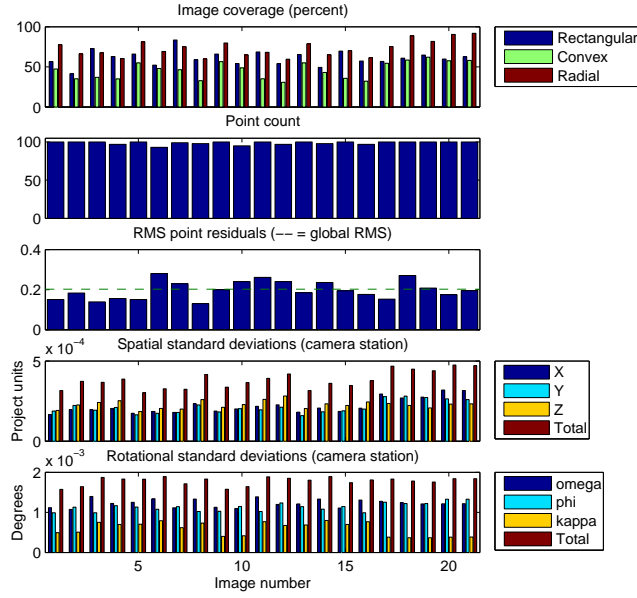 Image coverage (percent)
100
50
0
Rectangular
Convex
Radial
Point count
100
50
0
RMS point residuals (−− = global RMS)
0.4
0.2
0
x 10⁻⁴
Spatial standard deviations (camera station)
5
0
Project units
X
Y
Z
Total
x 10⁻³
Rotational standard deviations (camera station)
2
1
0
Degrees
omega
phi
kappa
Total
5 10 15 20
Image number